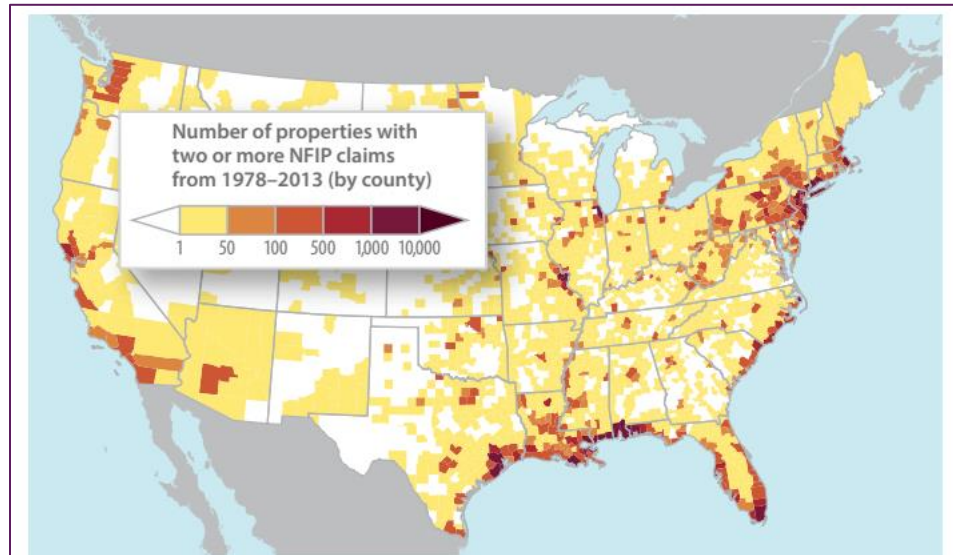 Number of properties with
two or more NFIP claims
from 1978–2013 (by county)
1 50 100 500 1,000 10,000